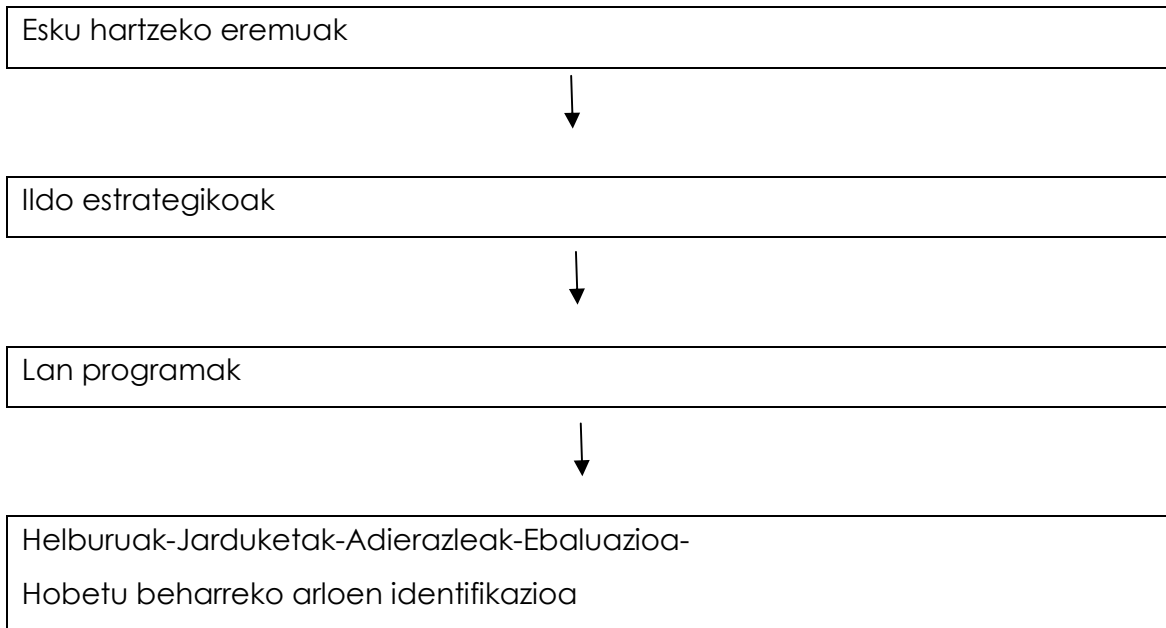 Esku hartzeko eremuak
Ildo estrategikoak
Lan programak
Helburuak-Jarduketak-Adierazleak-Ebaluazioa-
Hobetu beharreko arloen identifikazioa